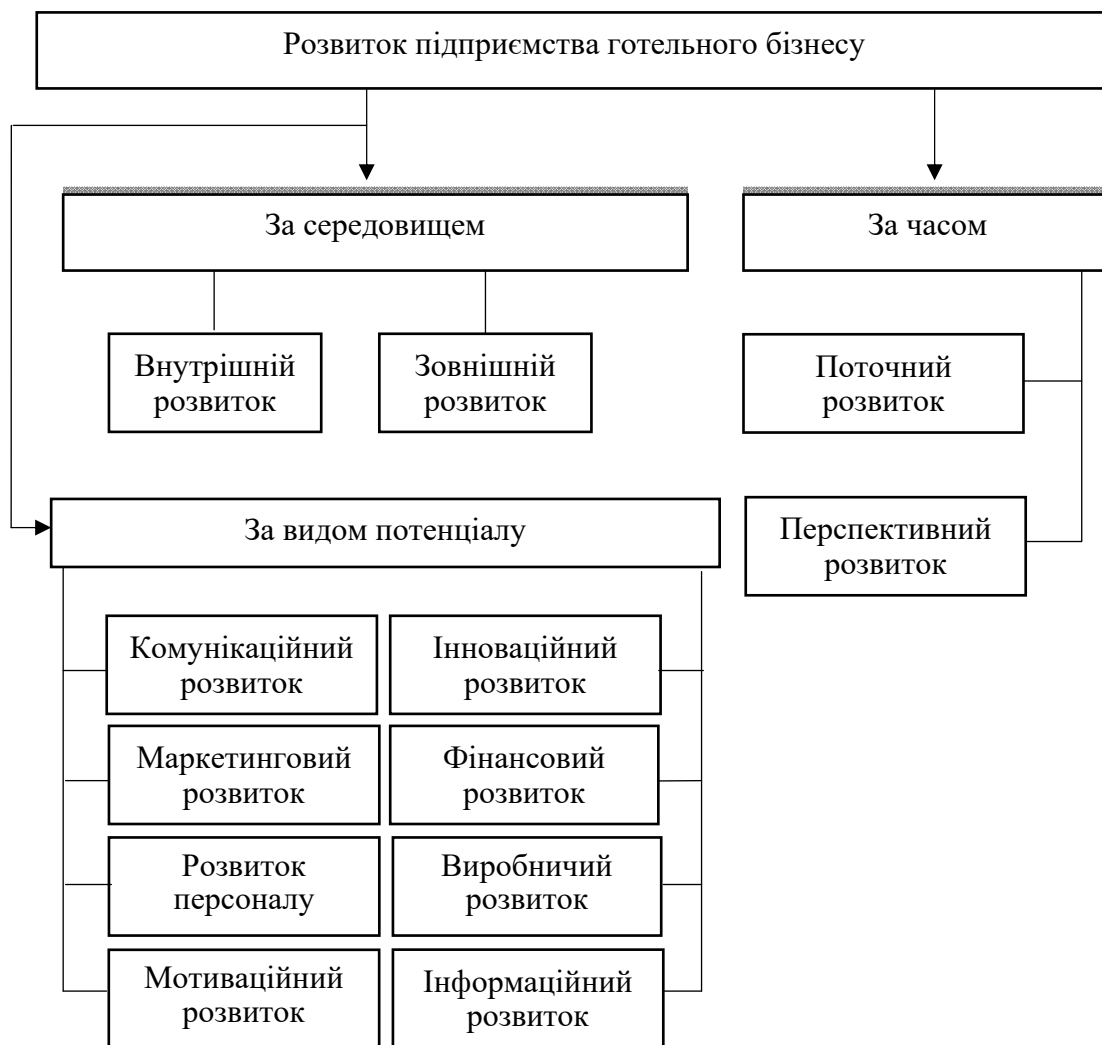 Розвиток підприємства готельного бізнесу
За середовищем
За часом
Внутрішній
розвиток
Зовнішній
розвиток
Поточний
розвиток
Перспективний
розвиток
За видом потенціалу
Комунікаційний
розвиток
Інноваційний
розвиток
Маркетинговий
розвиток
Фінансовий
розвиток
Розвиток
персоналу
Виробничий
розвиток
Мотиваційний
розвиток
Інформаційний
розвиток